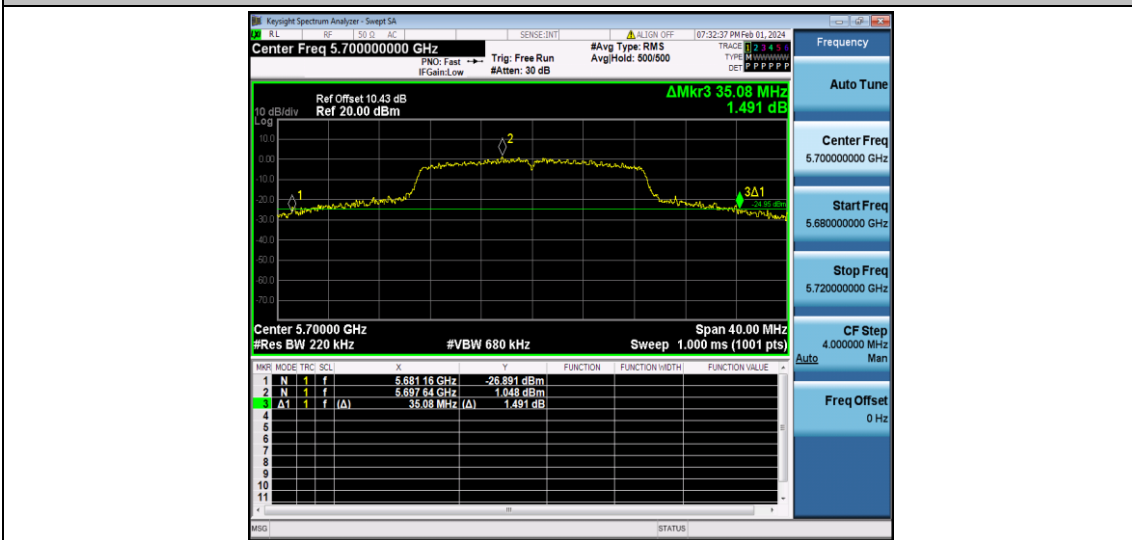 Keysight Spectrum Analyzer - Swept SA
RL RF 50 Ω AC SENSE:INT ALIGN OFF 07:32:37 PM Feb 01, 2024
Center Freq 5.700000000 GHz
PNO: Fast
IFGain:Low
Trig: Free Run
#Atten: 30 dB
#Avg Type: RMS
Avg|Hold: 500/500
TRACE 1 2 3 4 5 6
TYPE M WWWWW
DET P P P P P P
Frequency
Auto Tune
Center Freq
5.700000000 GHz
Start Freq
5.680000000 GHz
Stop Freq
5.720000000 GHz
CF Step
4.000000 MHz
Auto Man
Freq Offset
0 Hz
ΔMkr3 35.08 MHz
1.491 dB
Ref Offset 10.43 dB
10 dB/div Ref 20.00 dBm
Log
10.0
0.00
-10.0
-20.0
-30.0
-40.0
-50.0
-60.0
-70.0
1
2
3Δ1
-24.95 dBm
Center 5.70000 GHz Span 40.00 MHz
#Res BW 220 kHz #VBW 680 kHz Sweep 1.000 ms (1001 pts)
MKR MODE TRC SCL X Y FUNCTION FUNCTION WIDTH FUNCTION VALUE
1 N 1 f 5.681 16 GHz -26.891 dBm
2 N 1 f 5.697 64 GHz 1.048 dBm
3 Δ1 1 f (Δ) 35.08 MHz (Δ) 1.491 dB
4
5
6
7
8
9
10
11
MSG STATUS